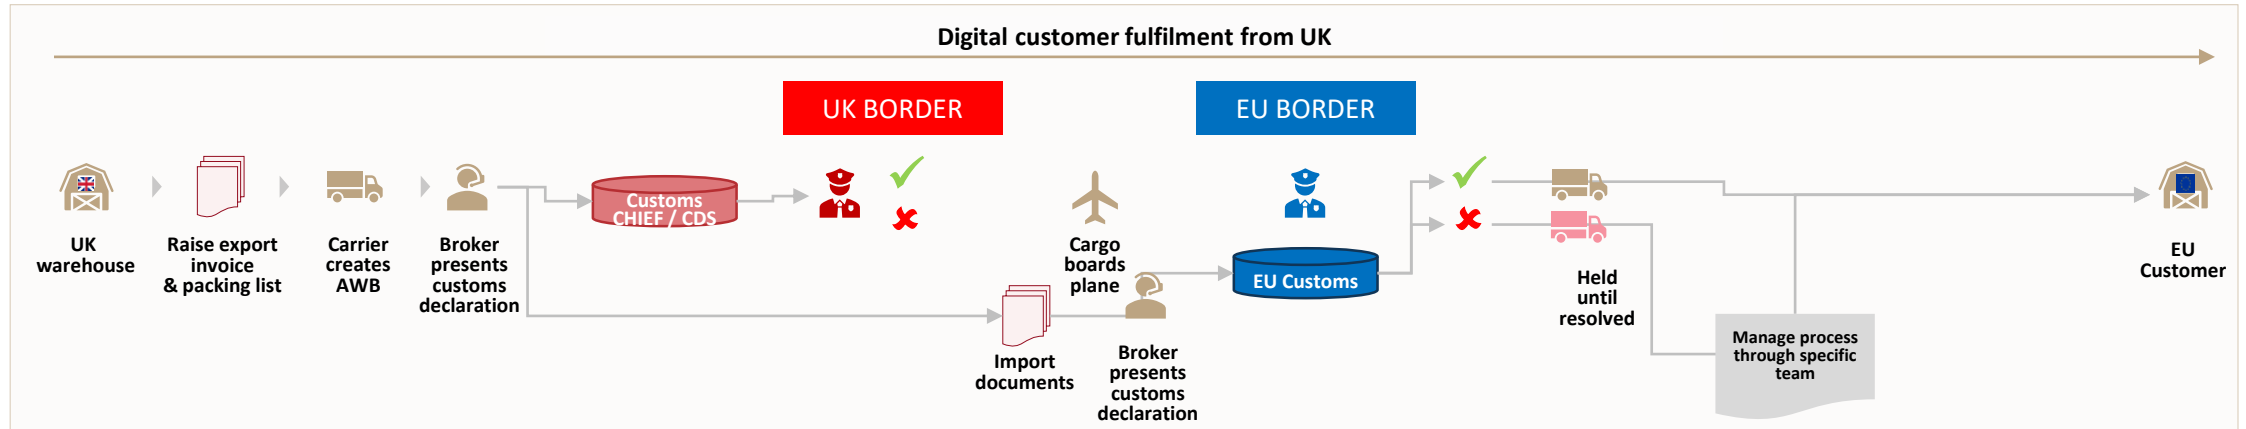 Digital customer fulfilment from UK
UK BORDER
EU BORDER
UK
warehouse
Raise export
invoice
& packing list
Carrier
creates
AWB
Broker
presents
customs
declaration
Customs
CHIEF / CDS
Import
documents
Cargo
boards
plane
Broker
presents
customs
declaration
EU Customs
Held
until
resolved
Manage process
through specific
team
EU
Customer